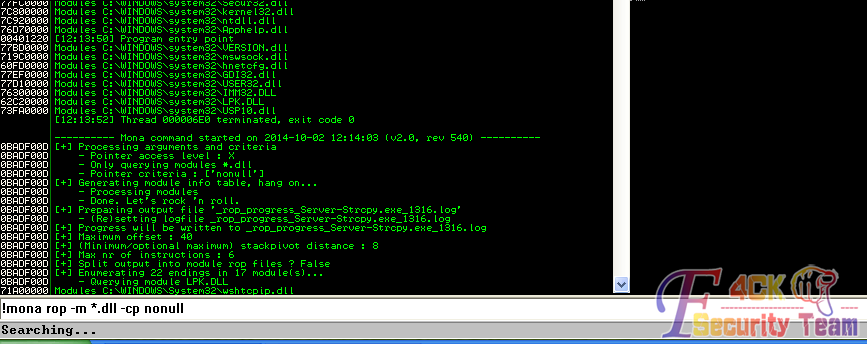 77FC0000 Modules C:\WINDOWS\system32\Secur32.dll
7C800000 Modules C:\WINDOWS\system32\kernel32.dll
7C920000 Modules C:\WINDOWS\system32\ntdll.dll
76D70000 Modules C:\WINDOWS\system32\Apphelp.dll
00401220 [12:13:50] Program entry point
77BD0000 Modules C:\WINDOWS\system32\VERSION.dll
719C0000 Modules C:\WINDOWS\system32\mswsock.dll
60FD0000 Modules C:\WINDOWS\system32\hnetcfg.dll
77EF0000 Modules C:\WINDOWS\system32\GDI32.dll
77D10000 Modules C:\WINDOWS\system32\USER32.dll
76300000 Modules C:\WINDOWS\system32\IMM32.DLL
62C20000 Modules C:\WINDOWS\system32\LPK.DLL
73FA0000 Modules C:\WINDOWS\system32\USP10.dll
[12:13:52] Thread 000006E0 terminated, exit code 0
---------- Mona command started on 2014-10-02 12:14:03 (v2.0, rev 540) ----------
0BADF00D [+] Processing arguments and criteria
0BADF00D - Pointer access level : X
0BADF00D - Only querying modules *.dll
0BADF00D - Pointer criteria : ['nonull']
0BADF00D [+] Generating module info table, hang on...
0BADF00D - Processing modules
0BADF00D - Done. Let's rock 'n roll.
0BADF00D [+] Preparing output file '_rop_progress_Server-Strcpy.exe_1316.log'
0BADF00D - (Re)setting logfile _rop_progress_Server-Strcpy.exe_1316.log
0BADF00D [+] Progress will be written to _rop_progress_Server-Strcpy.exe_1316.log
0BADF00D [+] Maximum offset : 40
0BADF00D [+] (Minimum/optional maximum) stackpivot distance : 8
0BADF00D [+] Max nr of instructions : 6
0BADF00D [+] Split output into module rop files ? False
0BADF00D [+] Enumerating 22 endings in 17 module(s)...
0BADF00D - Querying module LPK.DLL
71A00000 Modules C:\WINDOWS\system32\wshtcpip.dll
!mona rop -m *.dll -cp nonull
Searching...
F4CK
Security Team